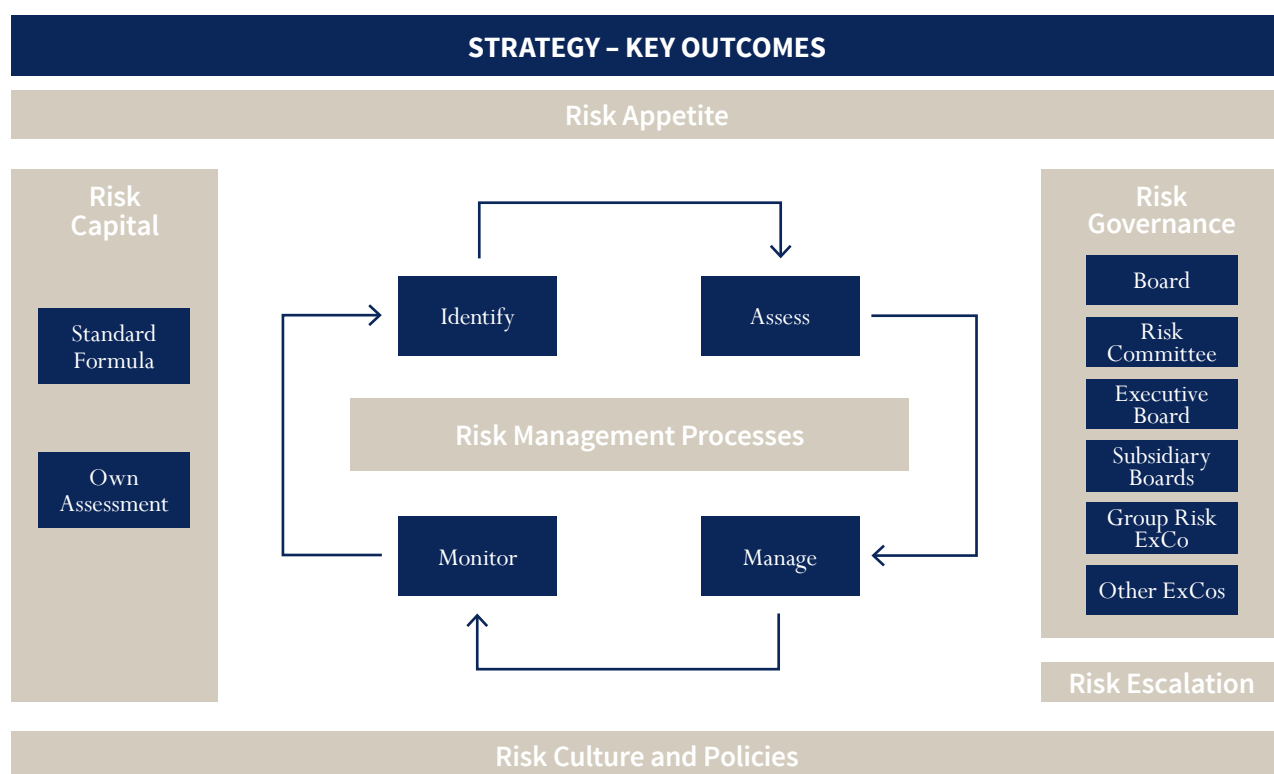 STRATEGY – KEY OUTCOMES
Risk Appetite
Risk
Capital
Standard
Formula
Own
Assessment
Identify
Assess
Risk Management Processes
Monitor
Manage
Risk
Governance
Board
Risk
Committee
Executive
Board
Subsidiary
Boards
Group Risk
ExCo
Other ExCos
Risk Escalation
Risk Culture and Policies